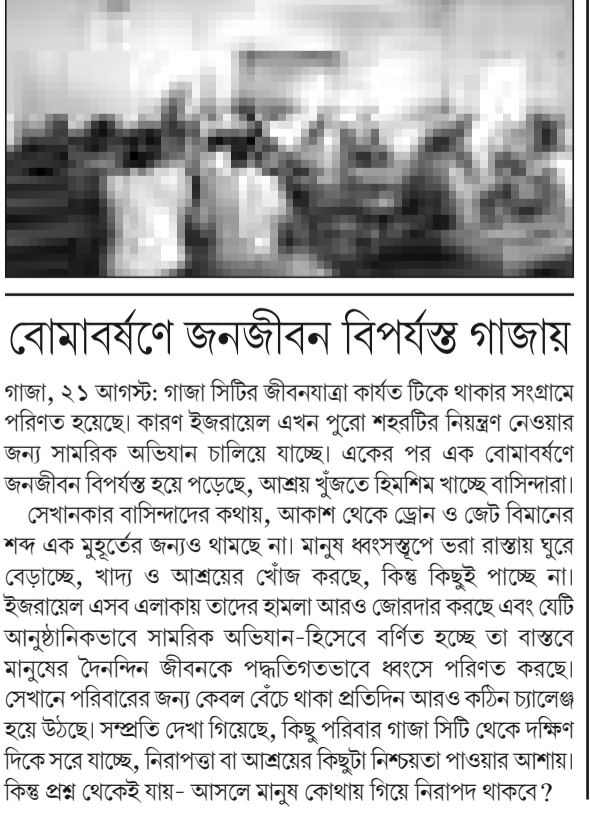 বোমাবর্ষণে জনজীবন বিপর্যস্ত গাজায়
গাজা, ২১ আগস্ট: গাজা সিটির জীবনযাত্রা কার্যত টিকে থাকার সংগ্রামে
পরিণত হয়েছে। কারণ ইজরায়েল এখন পুরো শহরটির নিয়ন্ত্রণ নেওয়ার
জন্য সামরিক অভিযান চালিয়ে যাচ্ছে। একের পর এক বোমাবর্ষণে
জনজীবন বিপর্যস্ত হয়ে পড়েছে, আশ্রয় খুঁজতে হিমশিম খাচ্ছে বাসিন্দারা।
সেখানকার বাসিন্দাদের কথায়, আকাশ থেকে ড্রোন ও জেট বিমানের
শব্দ এক মুহূর্তের জন্যও থামছে না। মানুষ ধ্বংসস্তূপে ভরা রাস্তায় ঘুরে
বেড়াচ্ছে, খাদ্য ও আশ্রয়ের খোঁজ করছে, কিন্তু কিছুই পাচ্ছে না।
ইজরায়েল এসব এলাকায় তাদের হামলা আরও জোরদার করছে এবং যেটি
আনুষ্ঠানিকভাবে সামরিক অভিযান-হিসেবে বর্ণিত হচ্ছে তা বাস্তবে
মানুষের দৈনন্দিন জীবনকে পদ্ধতিগতভাবে ধ্বংসে পরিণত করছে।
সেখানে পরিবারের জন্য কেবল বেঁচে থাকা প্রতিদিন আরও কঠিন চ্যালেঞ্জ
হয়ে উঠছে। সম্প্রতি দেখা গিয়েছে, কিছু পরিবার গাজা সিটি থেকে দক্ষিণ
দিকে সরে যাচ্ছে, নিরাপত্তা বা আশ্রয়ের কিছুটা নিশ্চয়তা পাওয়ার আশায়।
কিন্তু প্রশ্ন থেকেই যায়- আসলে মানুষ কোথায় গিয়ে নিরাপদ থাকবে?